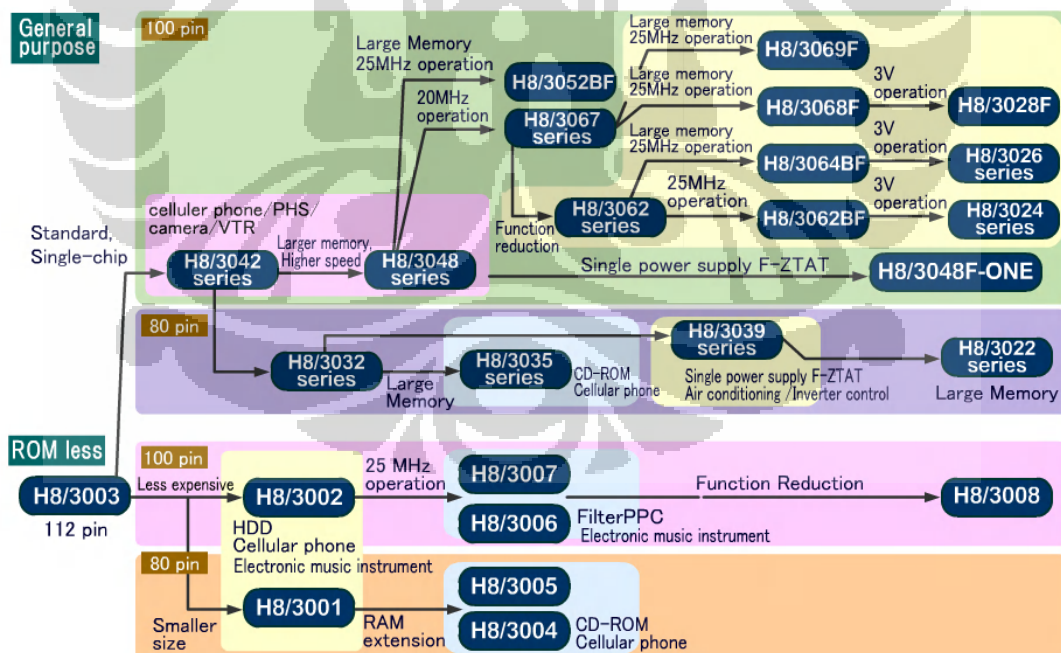 General
purpose
100 pin
Large Memory
25MHz operation
H8/3052BF
20MHz
operation
H8/3067
series
Large memory
25MHz operation
H8/3069F
Large memory
25MHz operation
H8/3068F
3V
operation
H8/3028F
Large memory
25MHz operation
H8/3064BF
3V
operation
H8/3026
series
Function
reduction
H8/3062
series
25MHz
operation
H8/3062BF
3V
operation
H8/3024
series
celluler phone/PHS/
camera/VTR
Standard,
Single-chip
H8/3042
series
Larger memory,
Higher speed
H8/3048
series
Single power supply F-ZTAT
H8/3048F-ONE
80 pin
H8/3032
series
Large
Memory
H8/3035
series
CD-ROM
Cellular phone
H8/3039
series
Single power supply F-ZTAT
Air conditioning /Inverter control
H8/3022
series
Large Memory
ROM less
H8/3003
112 pin
100 pin
Less expensive
H8/3002
HDD
Cellular phone
Electronic music instrument
25 MHz
operation
H8/3007
H8/3006
FilterPPC
Electronic music instrument
Function Reduction
H8/3008
80 pin
Smaller
size
H8/3001
RAM
extension
H8/3005
H8/3004
CD-ROM
Cellular phone